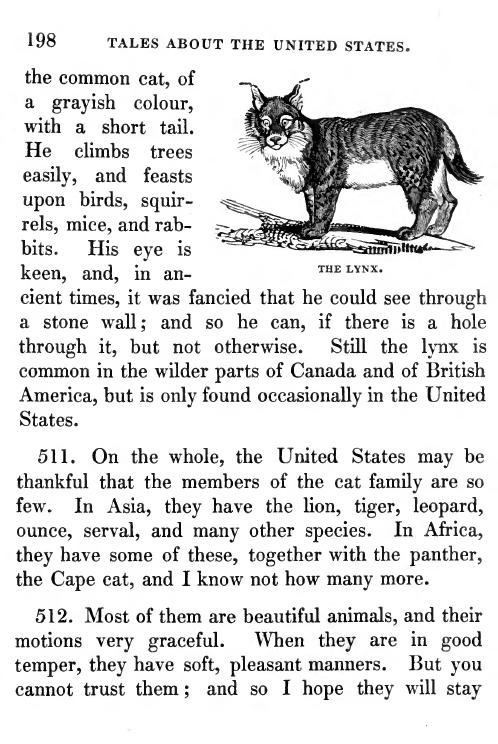 198 TALES ABOUT THE UNITED STATES.
the common cat, of
a grayish colour,
with a short tail.
He climbs trees
easily, and feasts
upon birds, squir-
rels, mice, and rab-
bits. His eye is
keen, and, in an-
THE LYNX.
cient times, it was fancied that he could see through
a stone wall; and so he can, if there is a hole
through it, but not otherwise. Still the lynx is
common in the wilder parts of Canada and of British
America, but is only found occasionally in the United
States.
511. On the whole, the United States may be
thankful that the members of the cat family are so
few. In Asia, they have the lion, tiger, leopard,
ounce, serval, and many other species. In Africa,
they have some of these, together with the panther,
the Cape cat, and I know not how many more.
512. Most of them are beautiful animals, and their
motions very graceful. When they are in good
temper, they have soft, pleasant manners. But you
cannot trust them; and so I hope they will stay